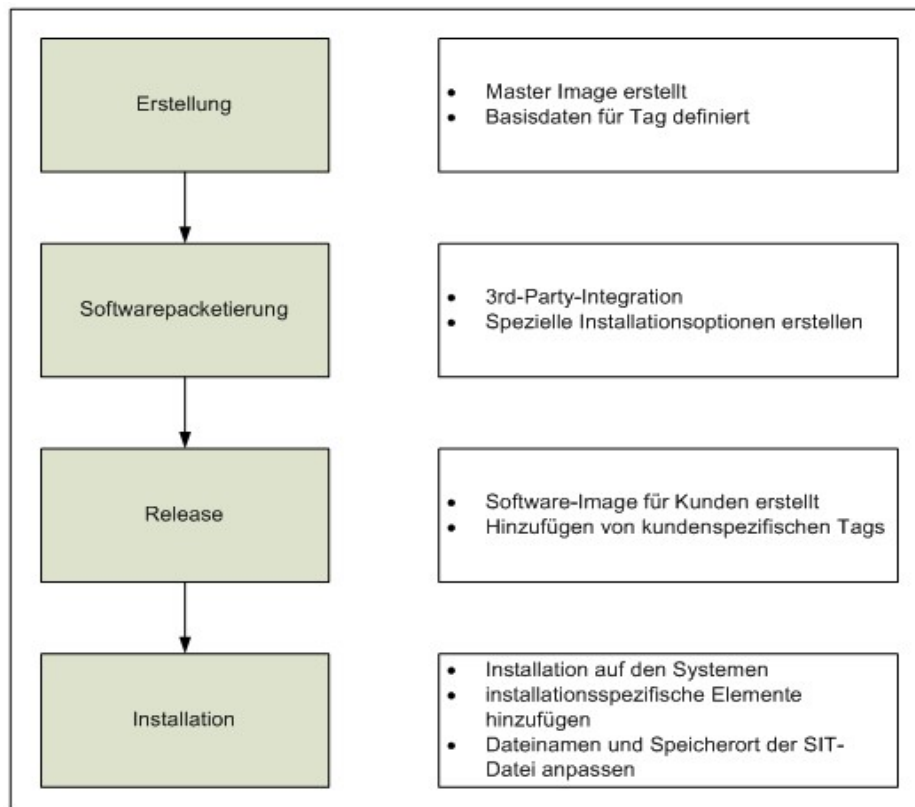 Erstellung
• Master Image erstellt
• Basisdaten für Tag definiert
Softwarepacketierung
• 3rd-Party-Integration
• Spezielle Installationsoptionen erstellen
Release
• Software-Image für Kunden erstellt
• Hinzufügen von kundenspezifischen Tags
Installation
• Installation auf den Systemen
• installationsspezifische Elemente
hinzufügen
• Dateinamen und Speicherort der SIT-
Datei anpassen